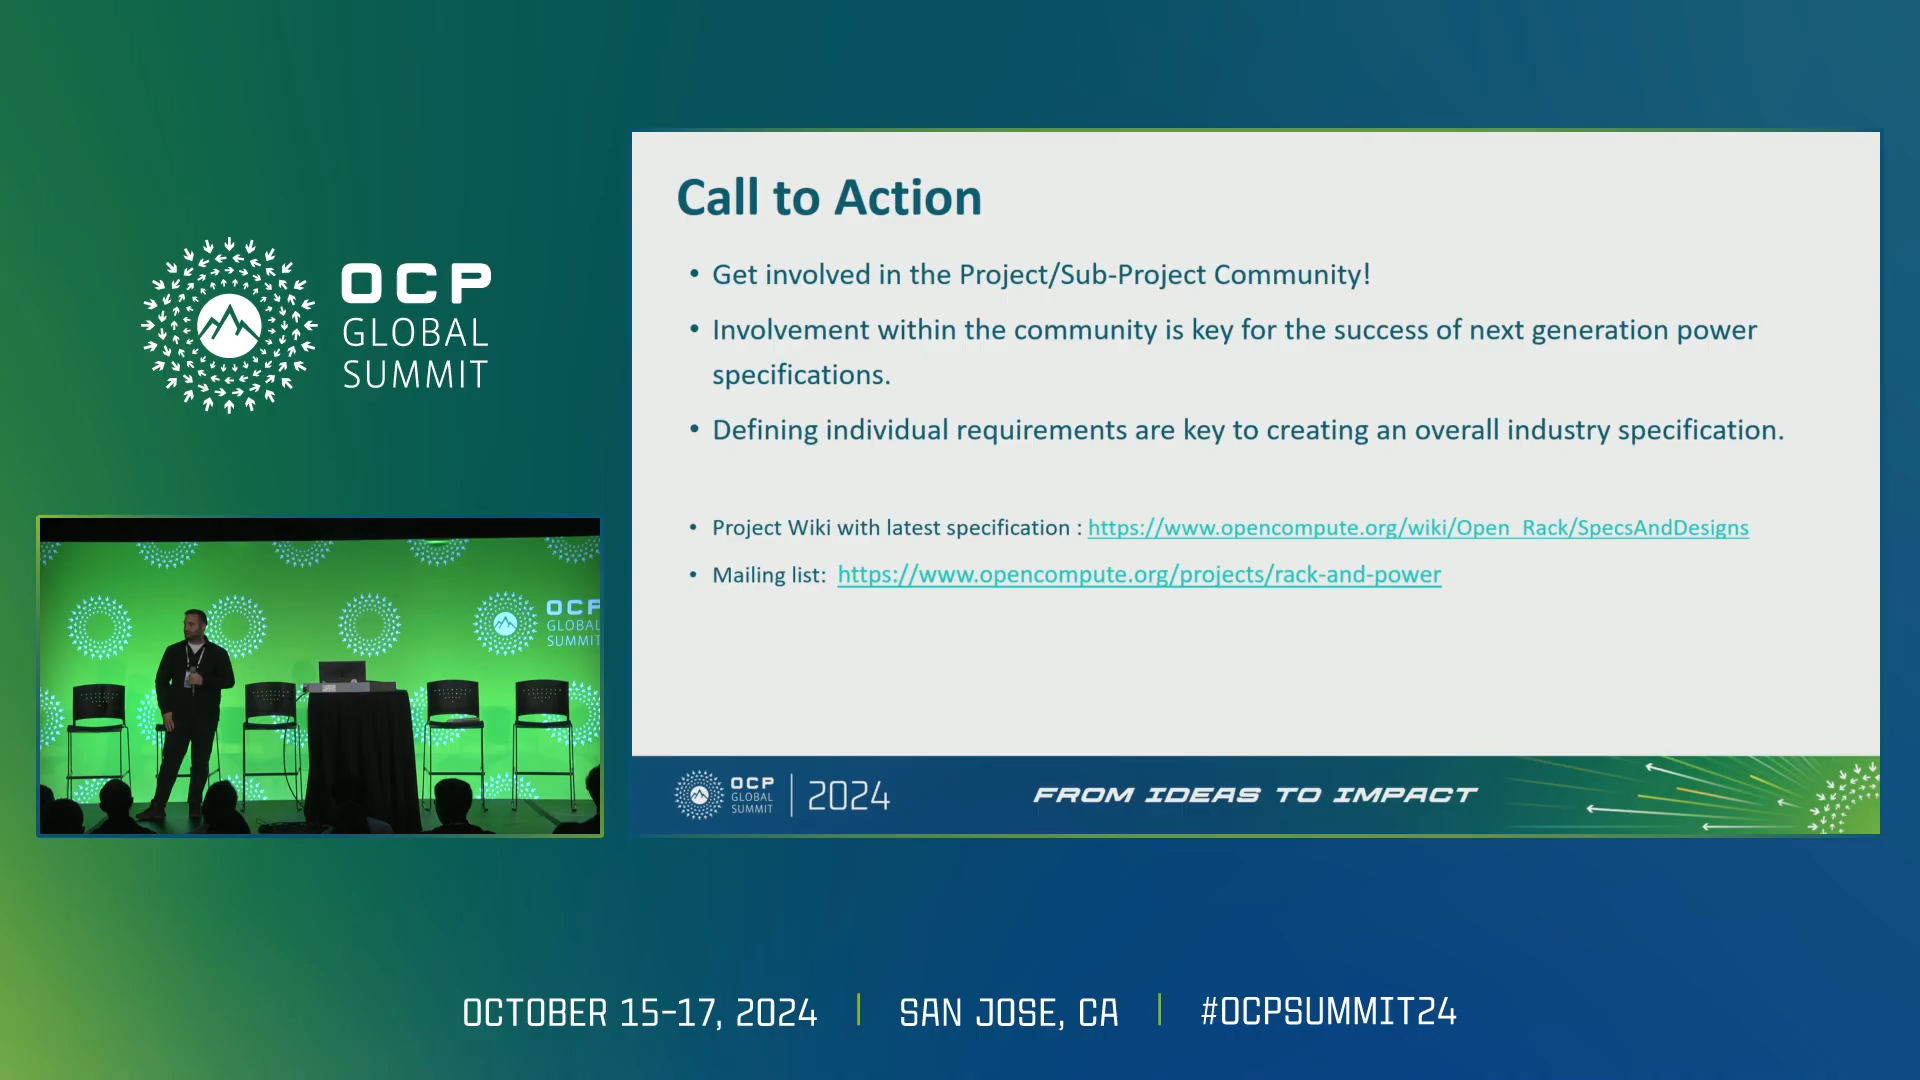 OCP
GLOBAL
SUMMIT
Call to Action
• Get involved in the Project/Sub-Project Community!
• Involvement within the community is key for the success of next generation power
specifications.
• Defining individual requirements are key to creating an overall industry specification.
• Project Wiki with latest specification : https://www.opencompute.org/wiki/Open_Rack/SpecsAndDesigns
• Mailing list: https://www.opencompute.org/projects/rack-and-power
OCP
GLOBAL
SUMMIT
OCP
GLOBAL
SUMMIT
2024
FROM IDEAS TO IMPACT
OCTOBER 15-17, 2024 | SAN JOSE, CA | #OCPSUMMIT24